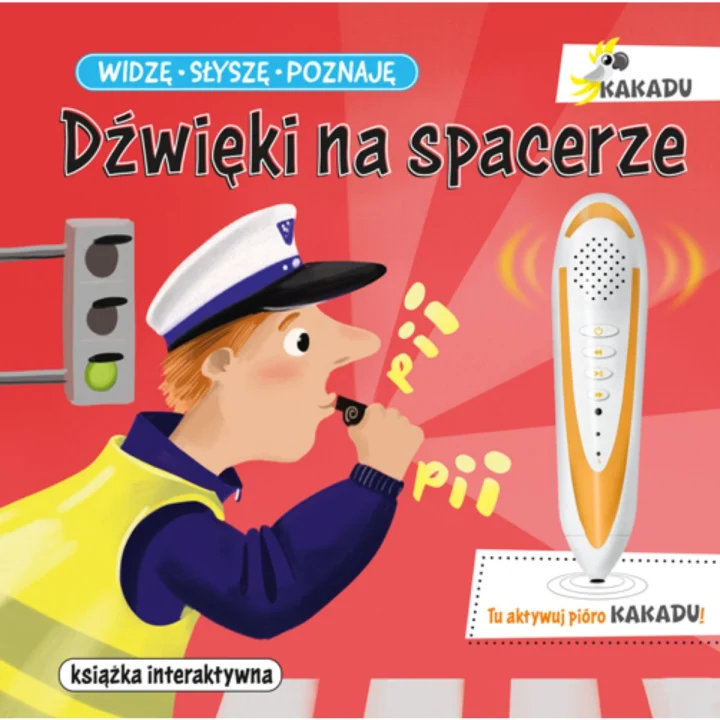 WIDZĘ • SŁYSZĘ • POZNAJĘ
KAKADU
Dźwięki na spacerze
pii
pii
Tu aktywuj pióro KAKADU!
książka interaktywna